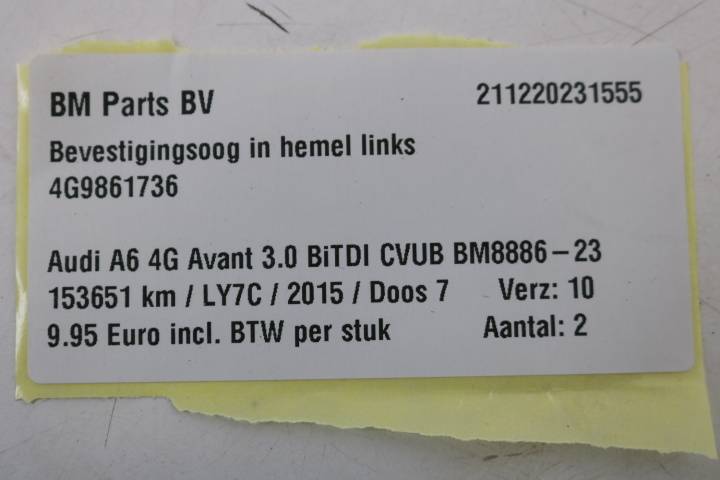 BM Parts BV 211220231555
Bevestigingsoog in hemel links
4G9861736
Audi A6 4G Avant 3.0 BiTDI CVUB BM8886-23
153651 km / LY7C / 2015 / Doos 7 Verz: 10
9.95 Euro incl. BTW per stuk Aantal: 2